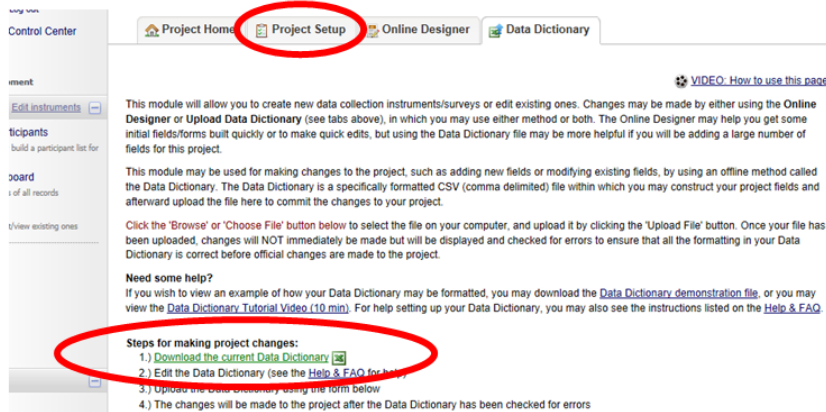 Log out
Control Center
Project Home
Project Setup
Online Designer
Data Dictionary
VIDEO: How to use this page
Edit instruments
ticipants
build a participant list for
board
s of all records
t/view existing ones
This module will allow you to create new data collection instruments/surveys or edit existing ones. Changes may be made by either using the Online
Designer or Upload Data Dictionary (see tabs above), in which you may use either method or both. The Online Designer may help you get some
initial fields/forms built quickly or to make quick edits, but using the Data Dictionary file may be more helpful if you will be adding a large number of
fields for this project.
This module may be used for making changes to the project, such as adding new fields or modifying existing fields, by using an offline method called
the Data Dictionary. The Data Dictionary is a specifically formatted CSV (comma delimited) file within which you may construct your project fields and
afterward upload the file here to commit the changes to your project.
Click the 'Browse' or 'Choose File' button below to select the file on your computer, and upload it by clicking the 'Upload File' button. Once your file has
been uploaded, changes will NOT immediately be made but will be displayed and checked for errors to ensure that all the formatting in your Data
Dictionary is correct before official changes are made to the project.
Need some help?
If you wish to view an example of how your Data Dictionary may be formatted, you may download the Data Dictionary demonstration file, or you may
view the Data Dictionary Tutorial Video (10 min). For help setting up your Data Dictionary, you may also see the instructions listed on the Help & FAQ.
Steps for making project changes:
1.) Download the current Data Dictionary
2.) Edit the Data Dictionary (see the Help & FAQ for help)
3.) Upload the Data Dictionary using the form below
4.) The changes will be made to the project after the Data Dictionary has been checked for errors